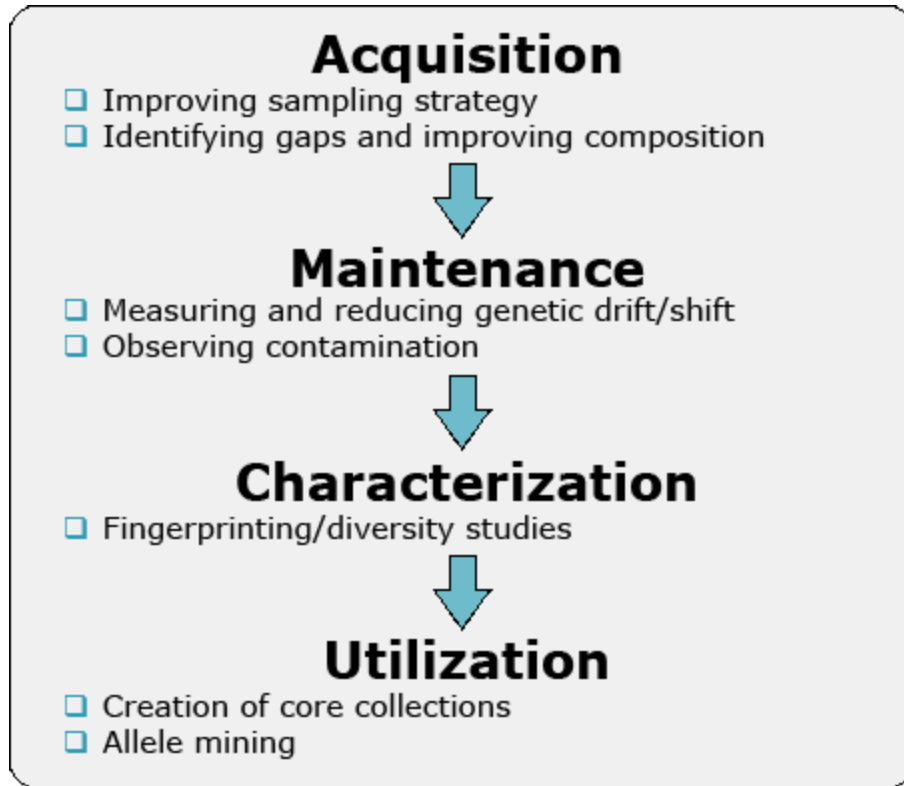 Acquisition
Improving sampling strategy
Identifying gaps and improving composition
Maintenance
Measuring and reducing genetic drift/shift
Observing contamination
Characterization
Fingerprinting/diversity studies
Utilization
Creation of core collections
Allele mining